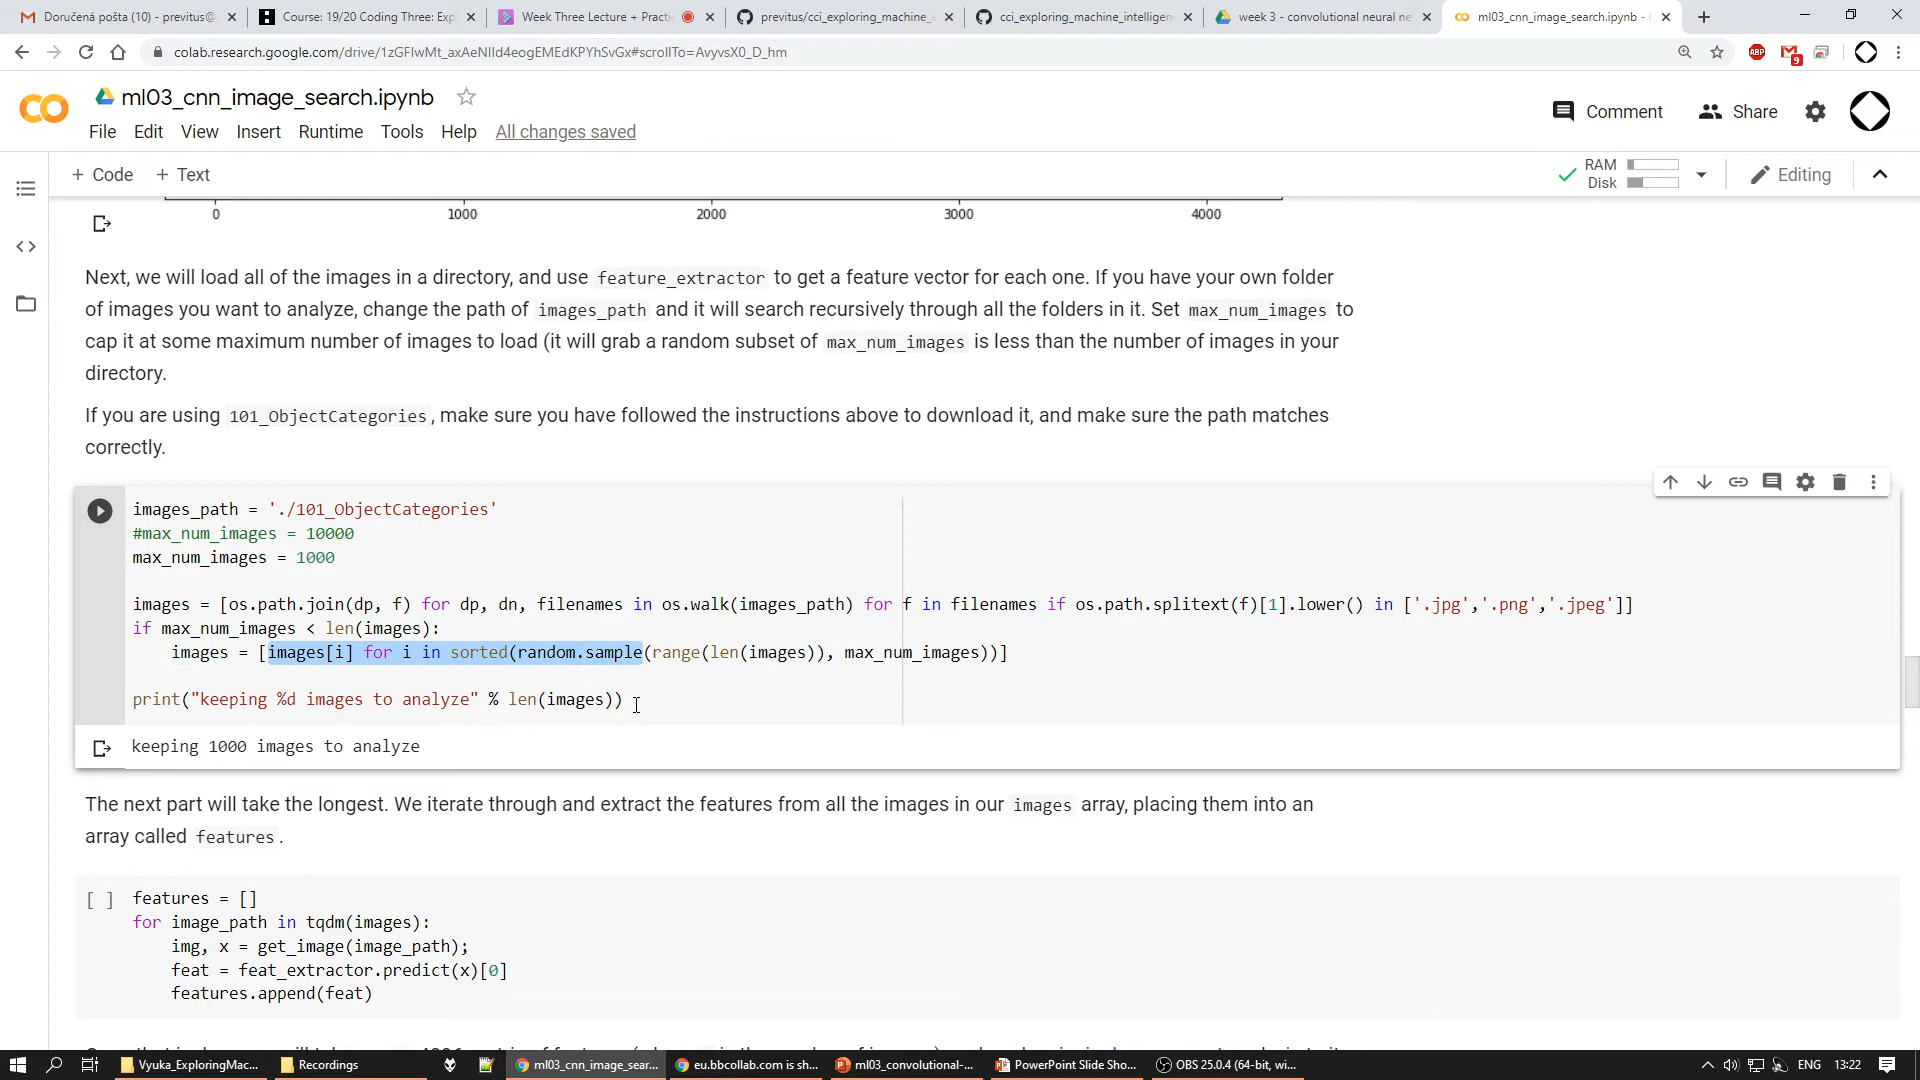 Doručená pošta (10) - previtus@
Course: 19/20 Coding Three: Exp
Week Three Lecture + Practi
previtus/cci_exploring_machine_i
cci_exploring_machine_intelligen
week 3 - convolutional neural ne
ml03_cnn_image_search.ipynb -
colab.research.google.com/drive/1zGFIwMt_axAeNIId4eogEMEdKPYhSvGx#scrollTo=AvyvsX0_D_hm
ABP
9
ml03_cnn_image_search.ipynb
Comment
Share
File Edit View Insert Runtime Tools Help All changes saved
+ Code + Text
RAM
Disk
Editing
0 1000 2000 3000 4000
Next, we will load all of the images in a directory, and use feature_extractor to get a feature vector for each one. If you have your own folder
of images you want to analyze, change the path of images_path and it will search recursively through all the folders in it. Set max_num_images to
cap it at some maximum number of images to load (it will grab a random subset of max_num_images is less than the number of images in your
directory.
If you are using 101_ObjectCategories, make sure you have followed the instructions above to download it, and make sure the path matches
correctly.
images_path = './101_ObjectCategories'
#max_num_images = 10000
max_num_images = 1000
images = [os.path.join(dp, f) for dp, dn, filenames in os.walk(images_path) for f in filenames if os.path.splitext(f)[1].lower() in ['.jpg','.png','.jpeg']]
if max_num_images < len(images):
images = [images[i] for i in sorted(random.sample(range(len(images)), max_num_images))]
print("keeping %d images to analyze" % len(images))
keeping 1000 images to analyze
The next part will take the longest. We iterate through and extract the features from all the images in our images array, placing them into an
array called features.
[ ] features = []
for image_path in tqdm(images):
img, x = get_image(image_path);
feat = feat_extractor.predict(x)[0]
features.append(feat)
Vyuka_ExploringMac...
Recordings
ml03_cnn_image_sear...
eu.bbcollab.com is sh...
ml03_convolutional-...
PowerPoint Slide Sho...
OBS 25.0.4 (64-bit, wi...
ENG
13:22